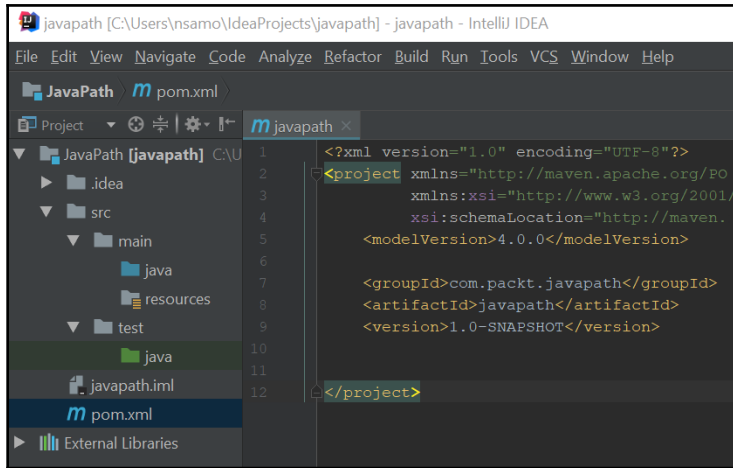 javapath [C:\Users\nsamo\IdeaProjects\javapath] - javapath - IntelliJ IDEA
File Edit View Navigate Code Analyze Refactor Build Run Tools VCS Window Help
JavaPath m pom.xml
Project m javapath
JavaPath [javapath] C:\U
.idea
src
main
java
resources
test
java
javapath.iml
m pom.xml
External Libraries
1 <?xml version="1.0" encoding="UTF-8"?>
2 <project xmlns="http://maven.apache.org/PO
3 xmlns:xsi="http://www.w3.org/2001/
4 xsi:schemaLocation="http://maven.
5 <modelVersion>4.0.0</modelVersion>
6
7 <groupId>com.packt.javapath</groupId>
8 <artifactId>javapath</artifactId>
9 <version>1.0-SNAPSHOT</version>
10
11
12 </project>